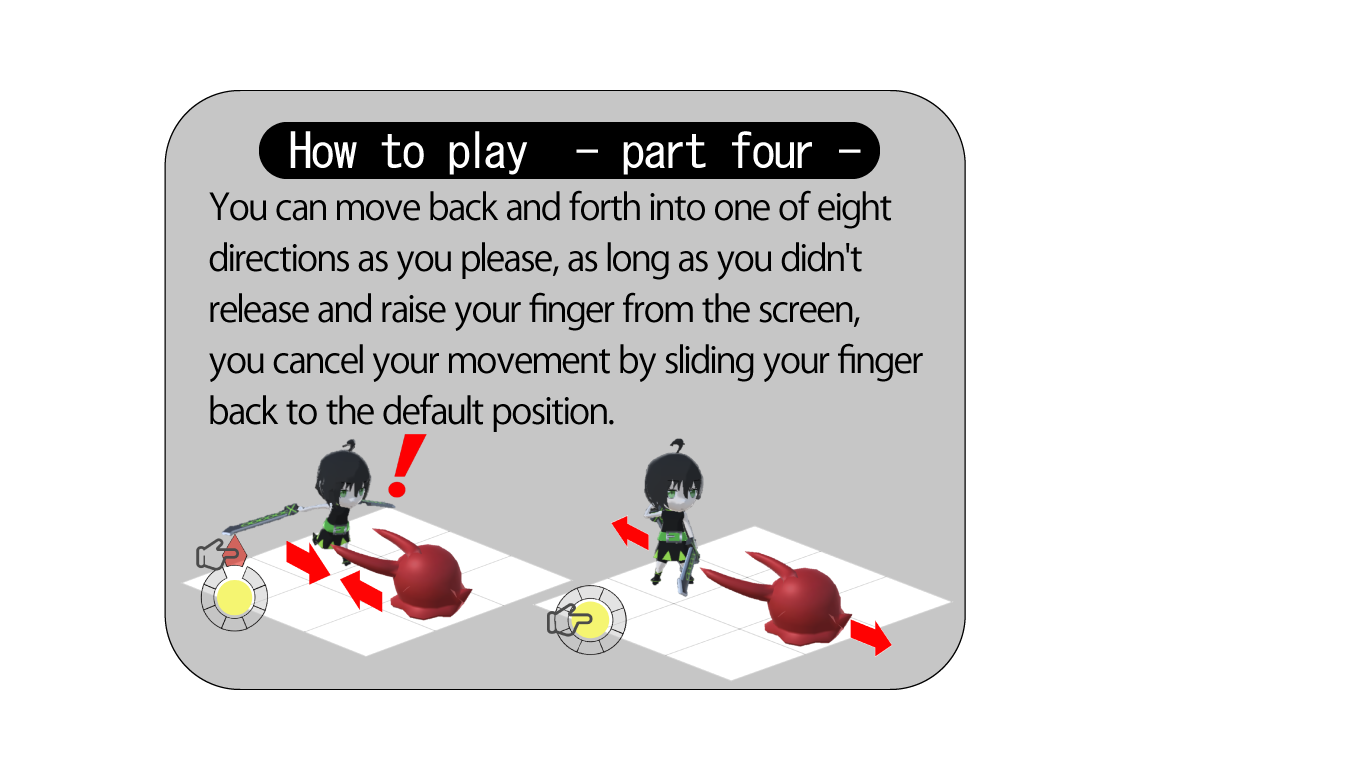 How to play - part four -
You can move back and forth into one of eight
directions as you please, as long as you didn't
release and raise your finger from the screen,
you cancel your movement by sliding your finger
back to the default position.
!